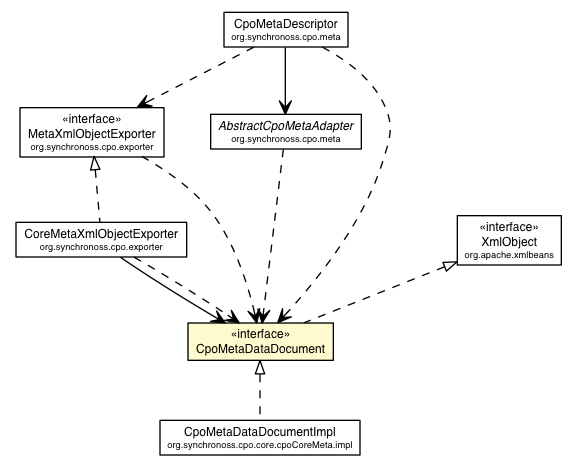 CpoMetaDescriptor
org.synchronoss.cpo.meta
«interface»
MetaXmlObjectExporter
org.synchronoss.cpo.exporter
AbstractCpoMetaAdapter
org.synchronoss.cpo.meta
CoreMetaXmlObjectExporter
org.synchronoss.cpo.exporter
«interface»
XmlObject
org.apache.xmlbeans
«interface»
CpoMetaDataDocument
CpoMetaDataDocumentImpl
org.synchronoss.cpo.core.cpoCoreMeta.impl